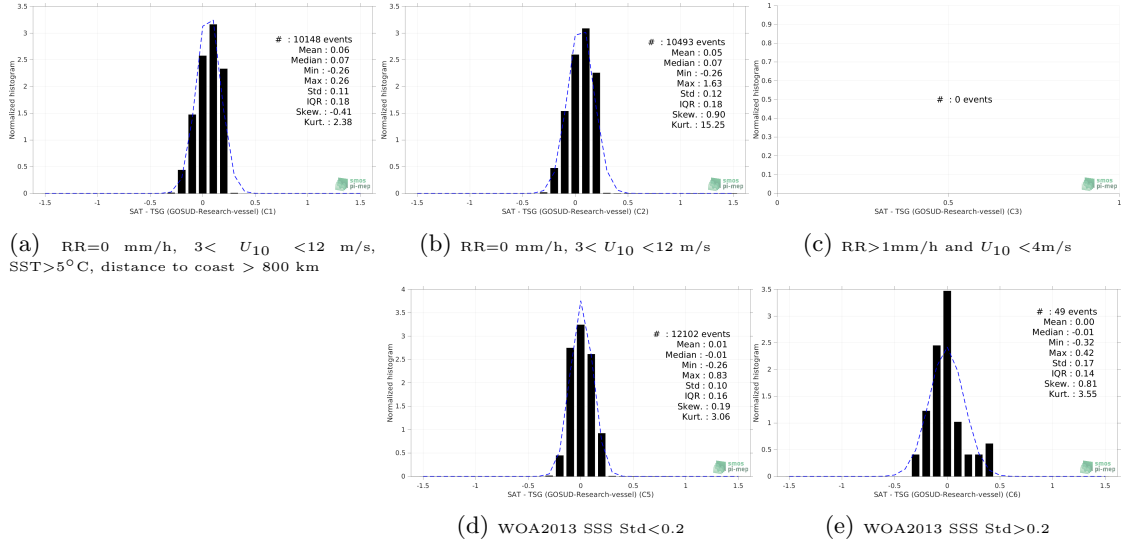 3.5
3
2.5
2
1.5
1
0.5
0
Normalized histogram
# : 10148 events
Mean : 0.06
Median : 0.07
Min : -0.26
Max : 0.26
Std : 0.11
IQR : 0.18
Skew. : -0.41
Kurt. : 2.38
smos
pi-mep
-1.5 -1 -0.5 0 0.5 1 1.5
SAT - TSG (GOSUD-Research-vessel) (C1)
(a) RR=0 mm/h, 3< U10 <12 m/s,
SST>5°C, distance to coast > 800 km
3.5
3
2.5
2
1.5
1
0.5
0
Normalized histogram
# : 10493 events
Mean : 0.05
Median : 0.07
Min : -0.26
Max : 1.63
Std : 0.12
IQR : 0.18
Skew. : 0.90
Kurt. : 15.25
smos
pi-mep
-1.5 -1 -0.5 0 0.5 1 1.5
SAT - TSG (GOSUD-Research-vessel) (C2)
(b) RR=0 mm/h, 3< U10 <12 m/s
1
0.9
0.8
0.7
0.6
0.5
0.4
0.3
0.2
0.1
0
Normalized histogram
# : 0 events
smos
pi-mep
0 0.5 1
SAT - TSG (GOSUD-Research-vessel) (C3)
(c) RR>1mm/h and U10 <4m/s
4
3.5
3
2.5
2
1.5
1
0.5
0
Normalized histogram
# : 12102 events
Mean : 0.01
Median : -0.01
Min : -0.26
Max : 0.83
Std : 0.10
IQR : 0.16
Skew. : 0.19
Kurt. : 3.06
smos
pi-mep
-1.5 -1 -0.5 0 0.5 1 1.5
SAT - TSG (GOSUD-Research-vessel) (C5)
(d) WOA2013 SSS Std<0.2
3.5
3
2.5
2
1.5
1
0.5
0
Normalized histogram
# : 49 events
Mean : 0.00
Median : -0.01
Min : -0.32
Max : 0.42
Std : 0.17
IQR : 0.14
Skew. : 0.81
Kurt. : 3.55
smos
pi-mep
-1.5 -1 -0.5 0 0.5 1 1.5
SAT - TSG (GOSUD-Research-vessel) (C6)
(e) WOA2013 SSS Std>0.2